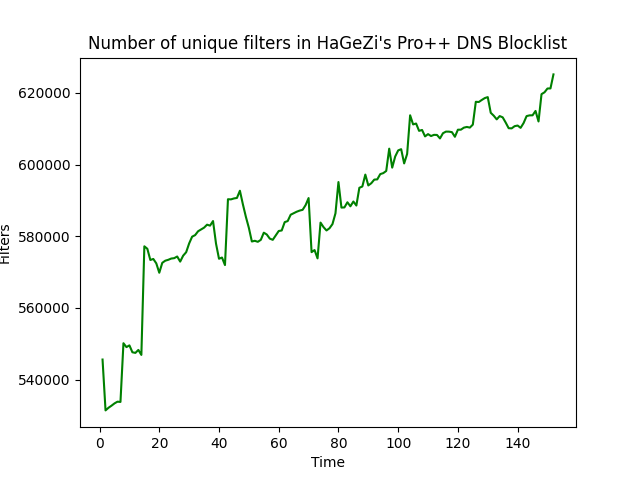 Number of unique filters in HaGeZi's Pro++ DNS Blocklist
620000
600000
580000
560000
540000
Filters
0 20 40 60 80 100 120 140
Time